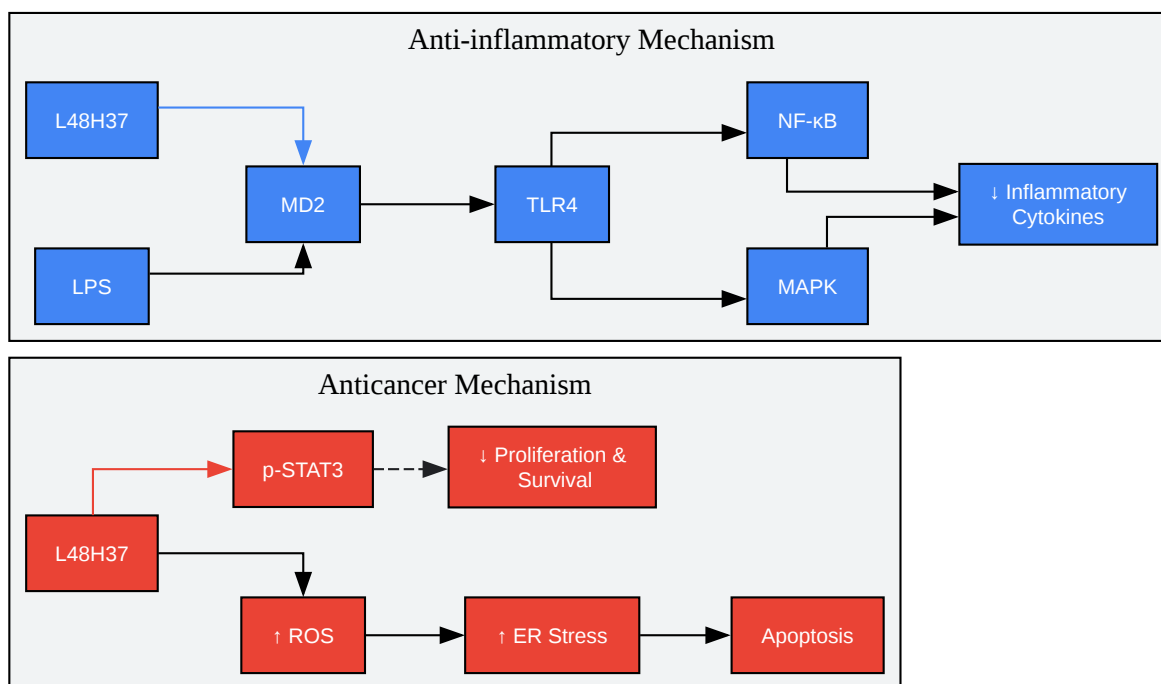 Anti-inflammatory Mechanism
L48H37
NF-κB
MD2
TLR4
↓ Inflammatory
Cytokines
LPS
MAPK
Anticancer Mechanism
p-STAT3
↓ Proliferation &
Survival
L48H37
↑ ROS
↑ ER Stress
Apoptosis